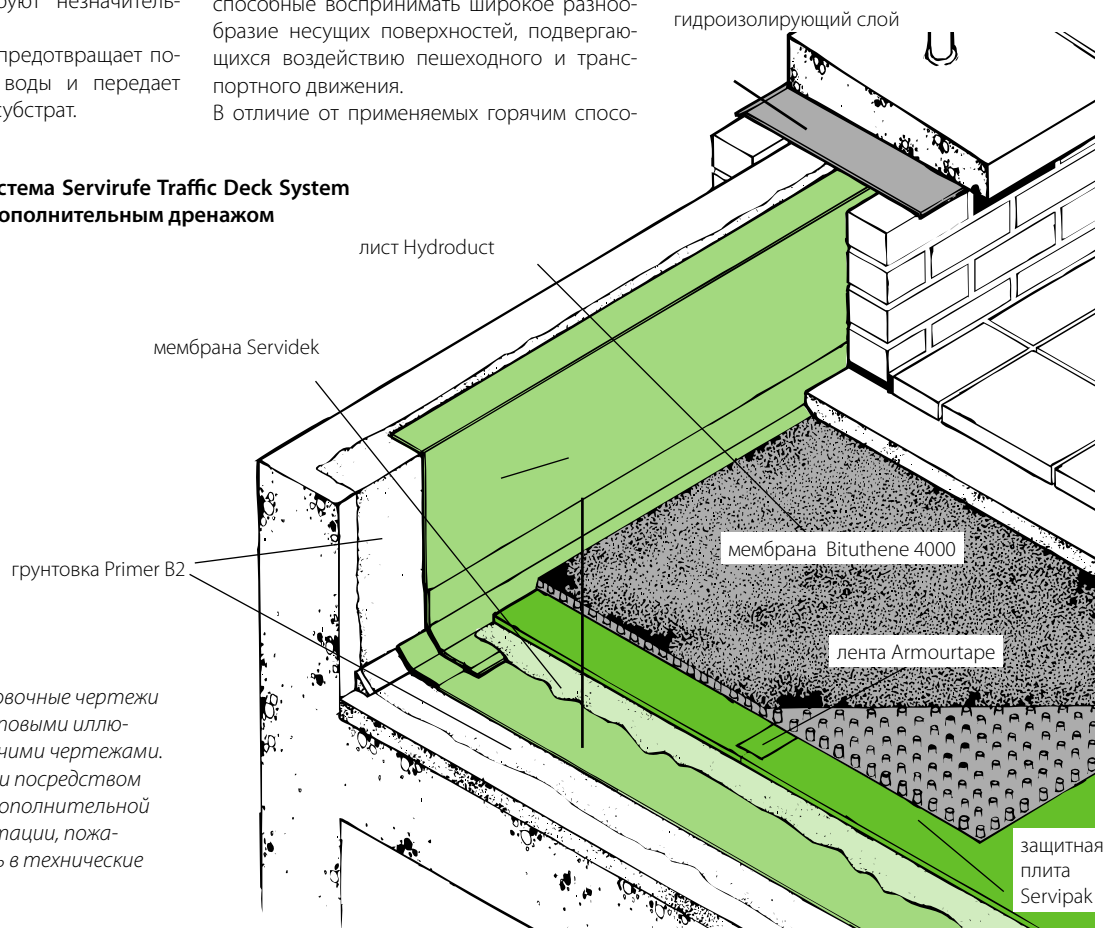 руют незначитель-
предотвращает по-
воды и передает
субстрат.
способные воспринимать широкое разноо-
бразие несущих поверхностей, подвергаю-
щихся воздействию пешеходного и транс-
портного движения.
В отличие от применяемых горячим спосо-
гидроизолирующий слой
стема Servirufe Traffic Deck System
ополнительным дренажом
лист Hydroduct
мембрана Servidek
грунтовка Primer B2
мембрана Bituthene 4000
лента Armourtape
защитная
плита
Servipak
овочные чертежи
товыми иллю-
чими чертежами.
и посредством
ополнительной
тации, пожа-
ь в технические